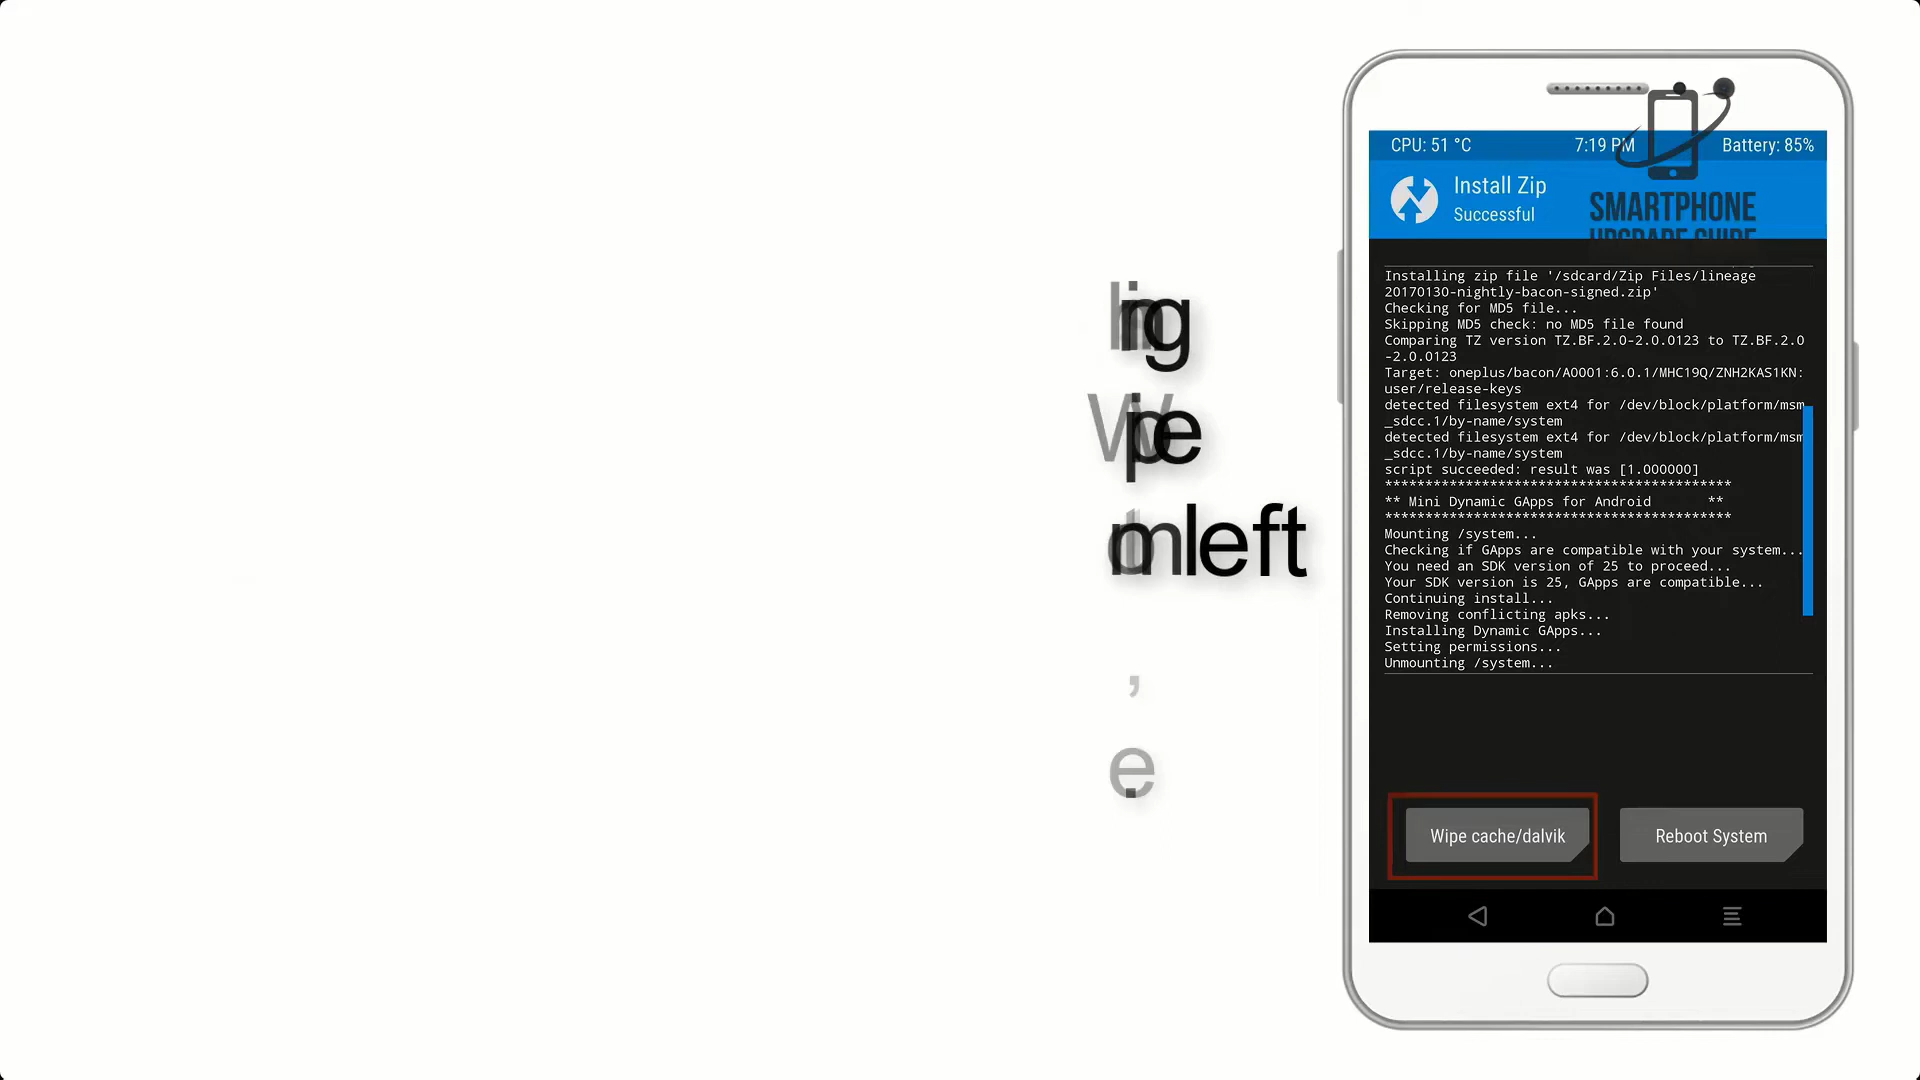 CPU: 51 °C 7:19 PM Battery: 85%
Install Zip
Successful
SMARTPHONE
UPGRADE GUIDE
Installing zip file '/sdcard/Zip Files/lineage
20170130-nightly-bacon-signed.zip'
Checking for MD5 file...
Skipping MD5 check: no MD5 file found
Comparing TZ version TZ.BF.2.0-2.0.0123 to TZ.BF.2.0
-2.0.0123
Target: oneplus/bacon/A0001:6.0.1/MHC19Q/ZNH2KAS1KN:
user/release-keys
detected filesystem ext4 for /dev/block/platform/msm
_sdcc.1/by-name/system
detected filesystem ext4 for /dev/block/platform/msm
_sdcc.1/by-name/system
script succeeded: result was [1.000000]
*******************************************
** Mini Dynamic GApps for Android **
*******************************************
Mounting /system...
Checking if GApps are compatible with your system...
You need an SDK version of 25 to proceed...
Your SDK version is 25, GApps are compatible...
Continuing install...
Removing conflicting apks...
Installing Dynamic GApps...
Setting permissions...
Unmounting /system...
Wipe cache/dalvik
Reboot System
left